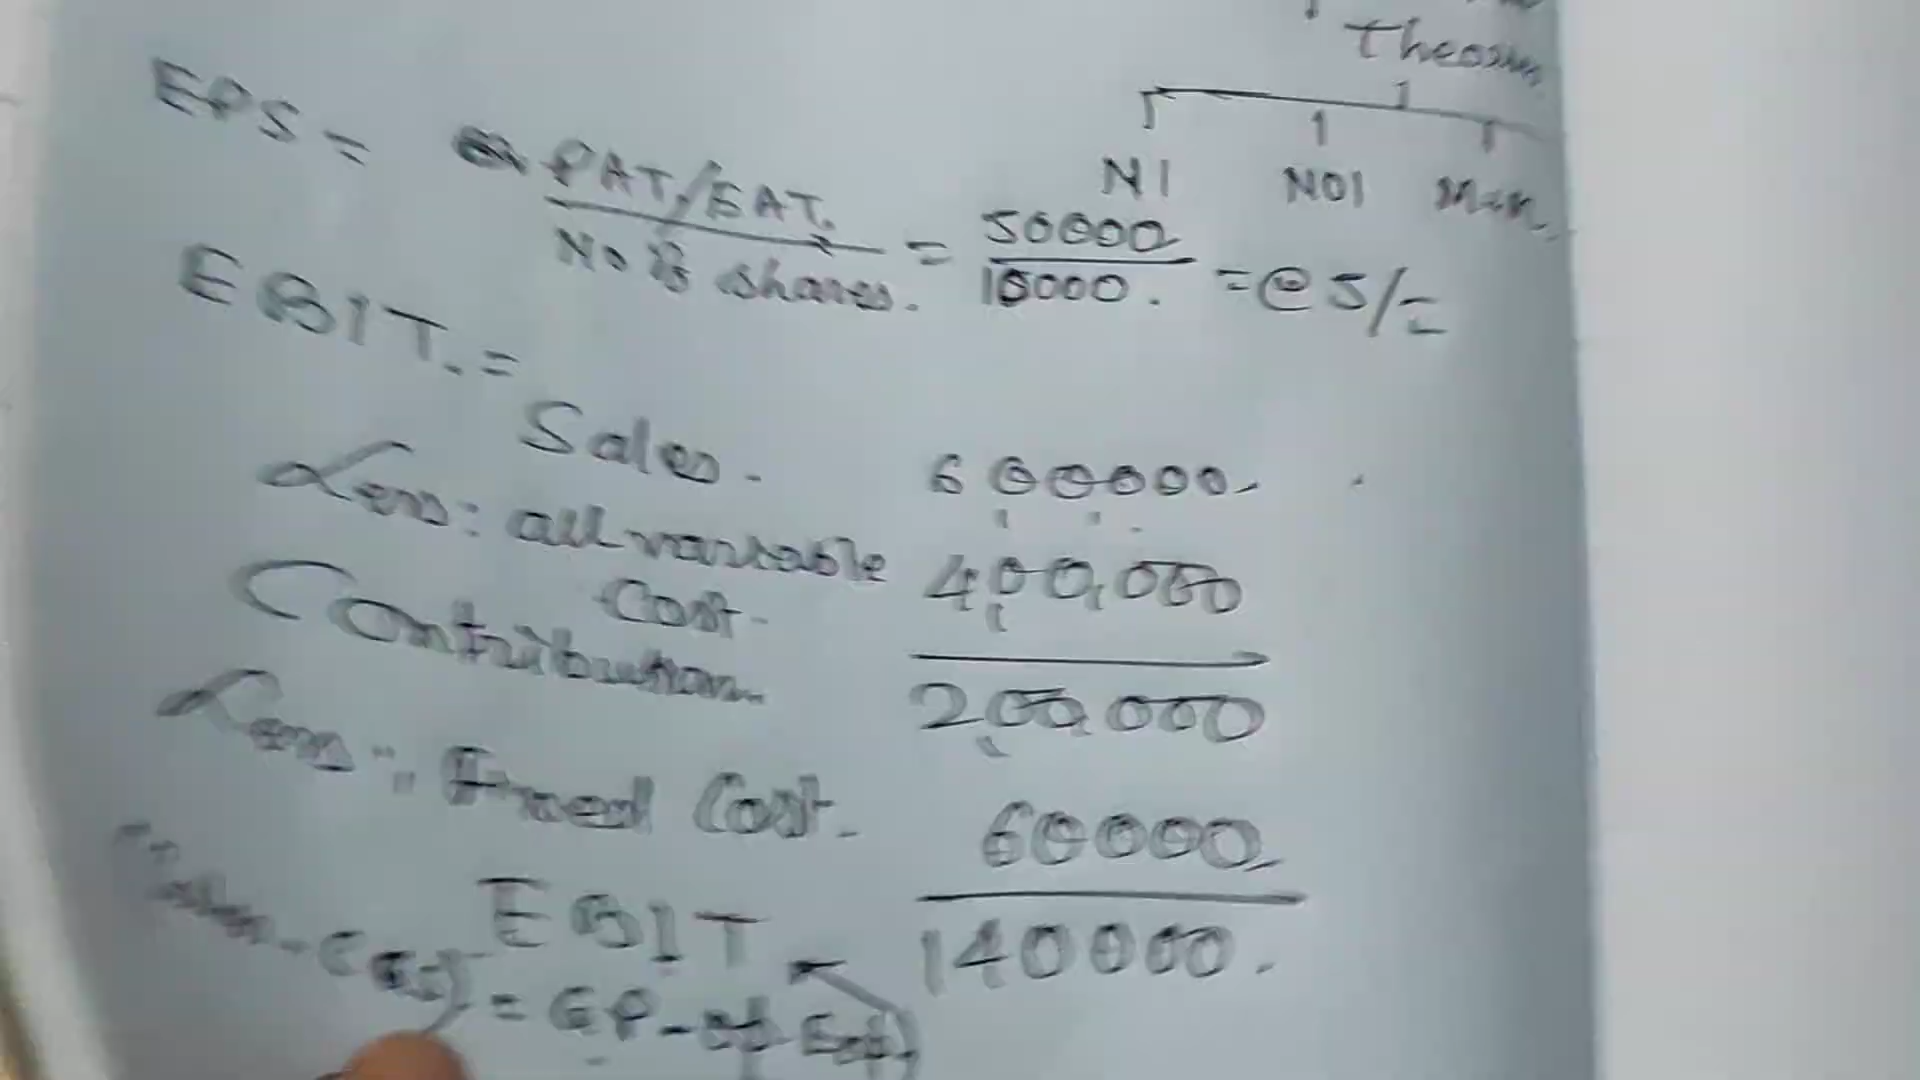 Theories
NI NOI
EPS = PAT/EAT. / No of shares. = 50000 / 10000. = @ 5/=
EBIT. =
Sales. 600000
Less: all variable cost. 400,000
Contribution 200,000
Less: Fixed Cost. 60000
EBIT 140000.
= GP -